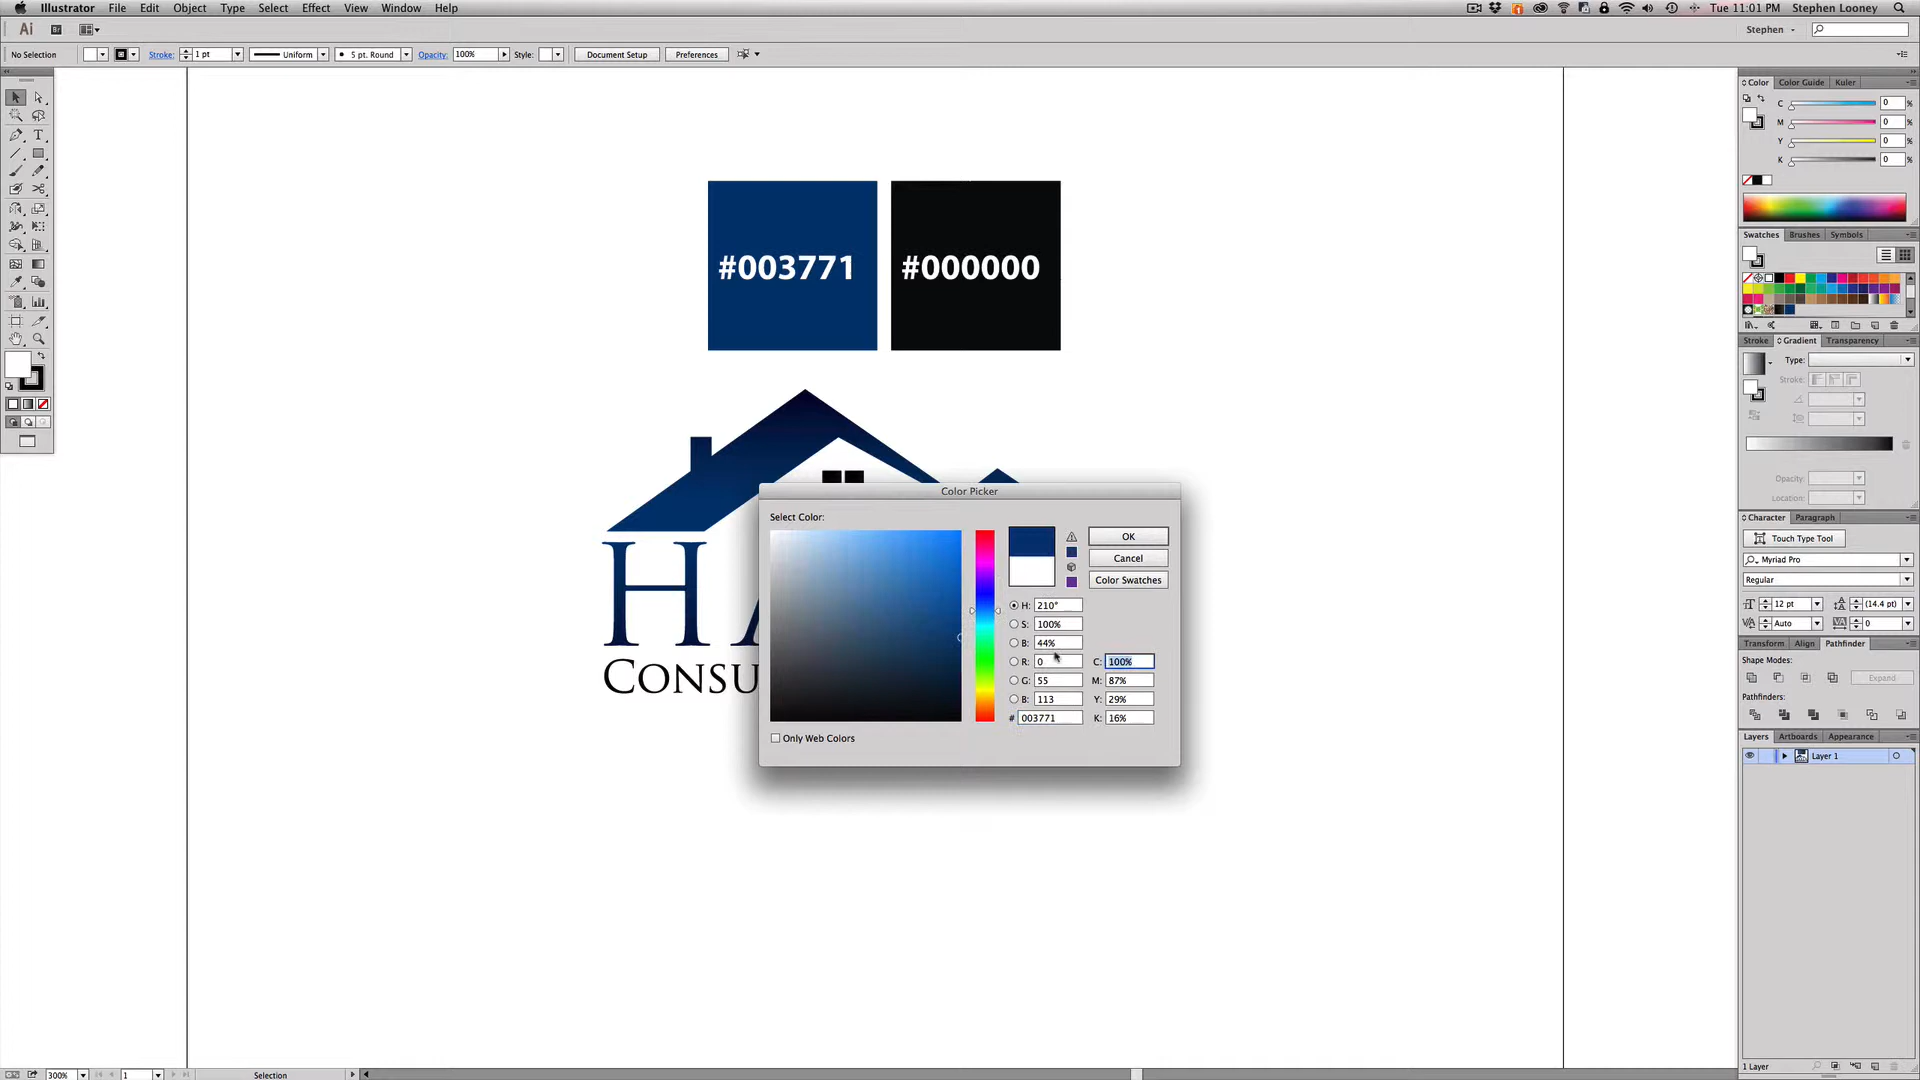 Illustrator File Edit Object Type Select Effect View Window Help Tue 11:01 PM Stephen Looney
Ai Br Stephen
No Selection Stroke: 1 pt Uniform 5 pt. Round Opacity: 100% Style: Document Setup Preferences
Color Color Guide Kuler
C 0 %
M 0 %
Y 0 %
K 0 %
#003771 #000000
Swatches Brushes Symbols
Stroke Gradient Transparency
Type:
Stroke:
Opacity:
Location:
Color Picker
Select Color:
OK
Cancel
Color Swatches
H: 210°
S: 100%
B: 44%
R: 0 C: 100%
G: 55 M: 87%
B: 113 Y: 29%
# 003771 K: 16%
Only Web Colors
H
CONSU
Character Paragraph
Touch Type Tool
Myriad Pro
Regular
12 pt (14.4 pt)
Auto 0
Transform Align Pathfinder
Shape Modes:
Expand
Pathfinders:
Layers Artboards Appearance
Layer 1
1 Layer
300% 1 Selection